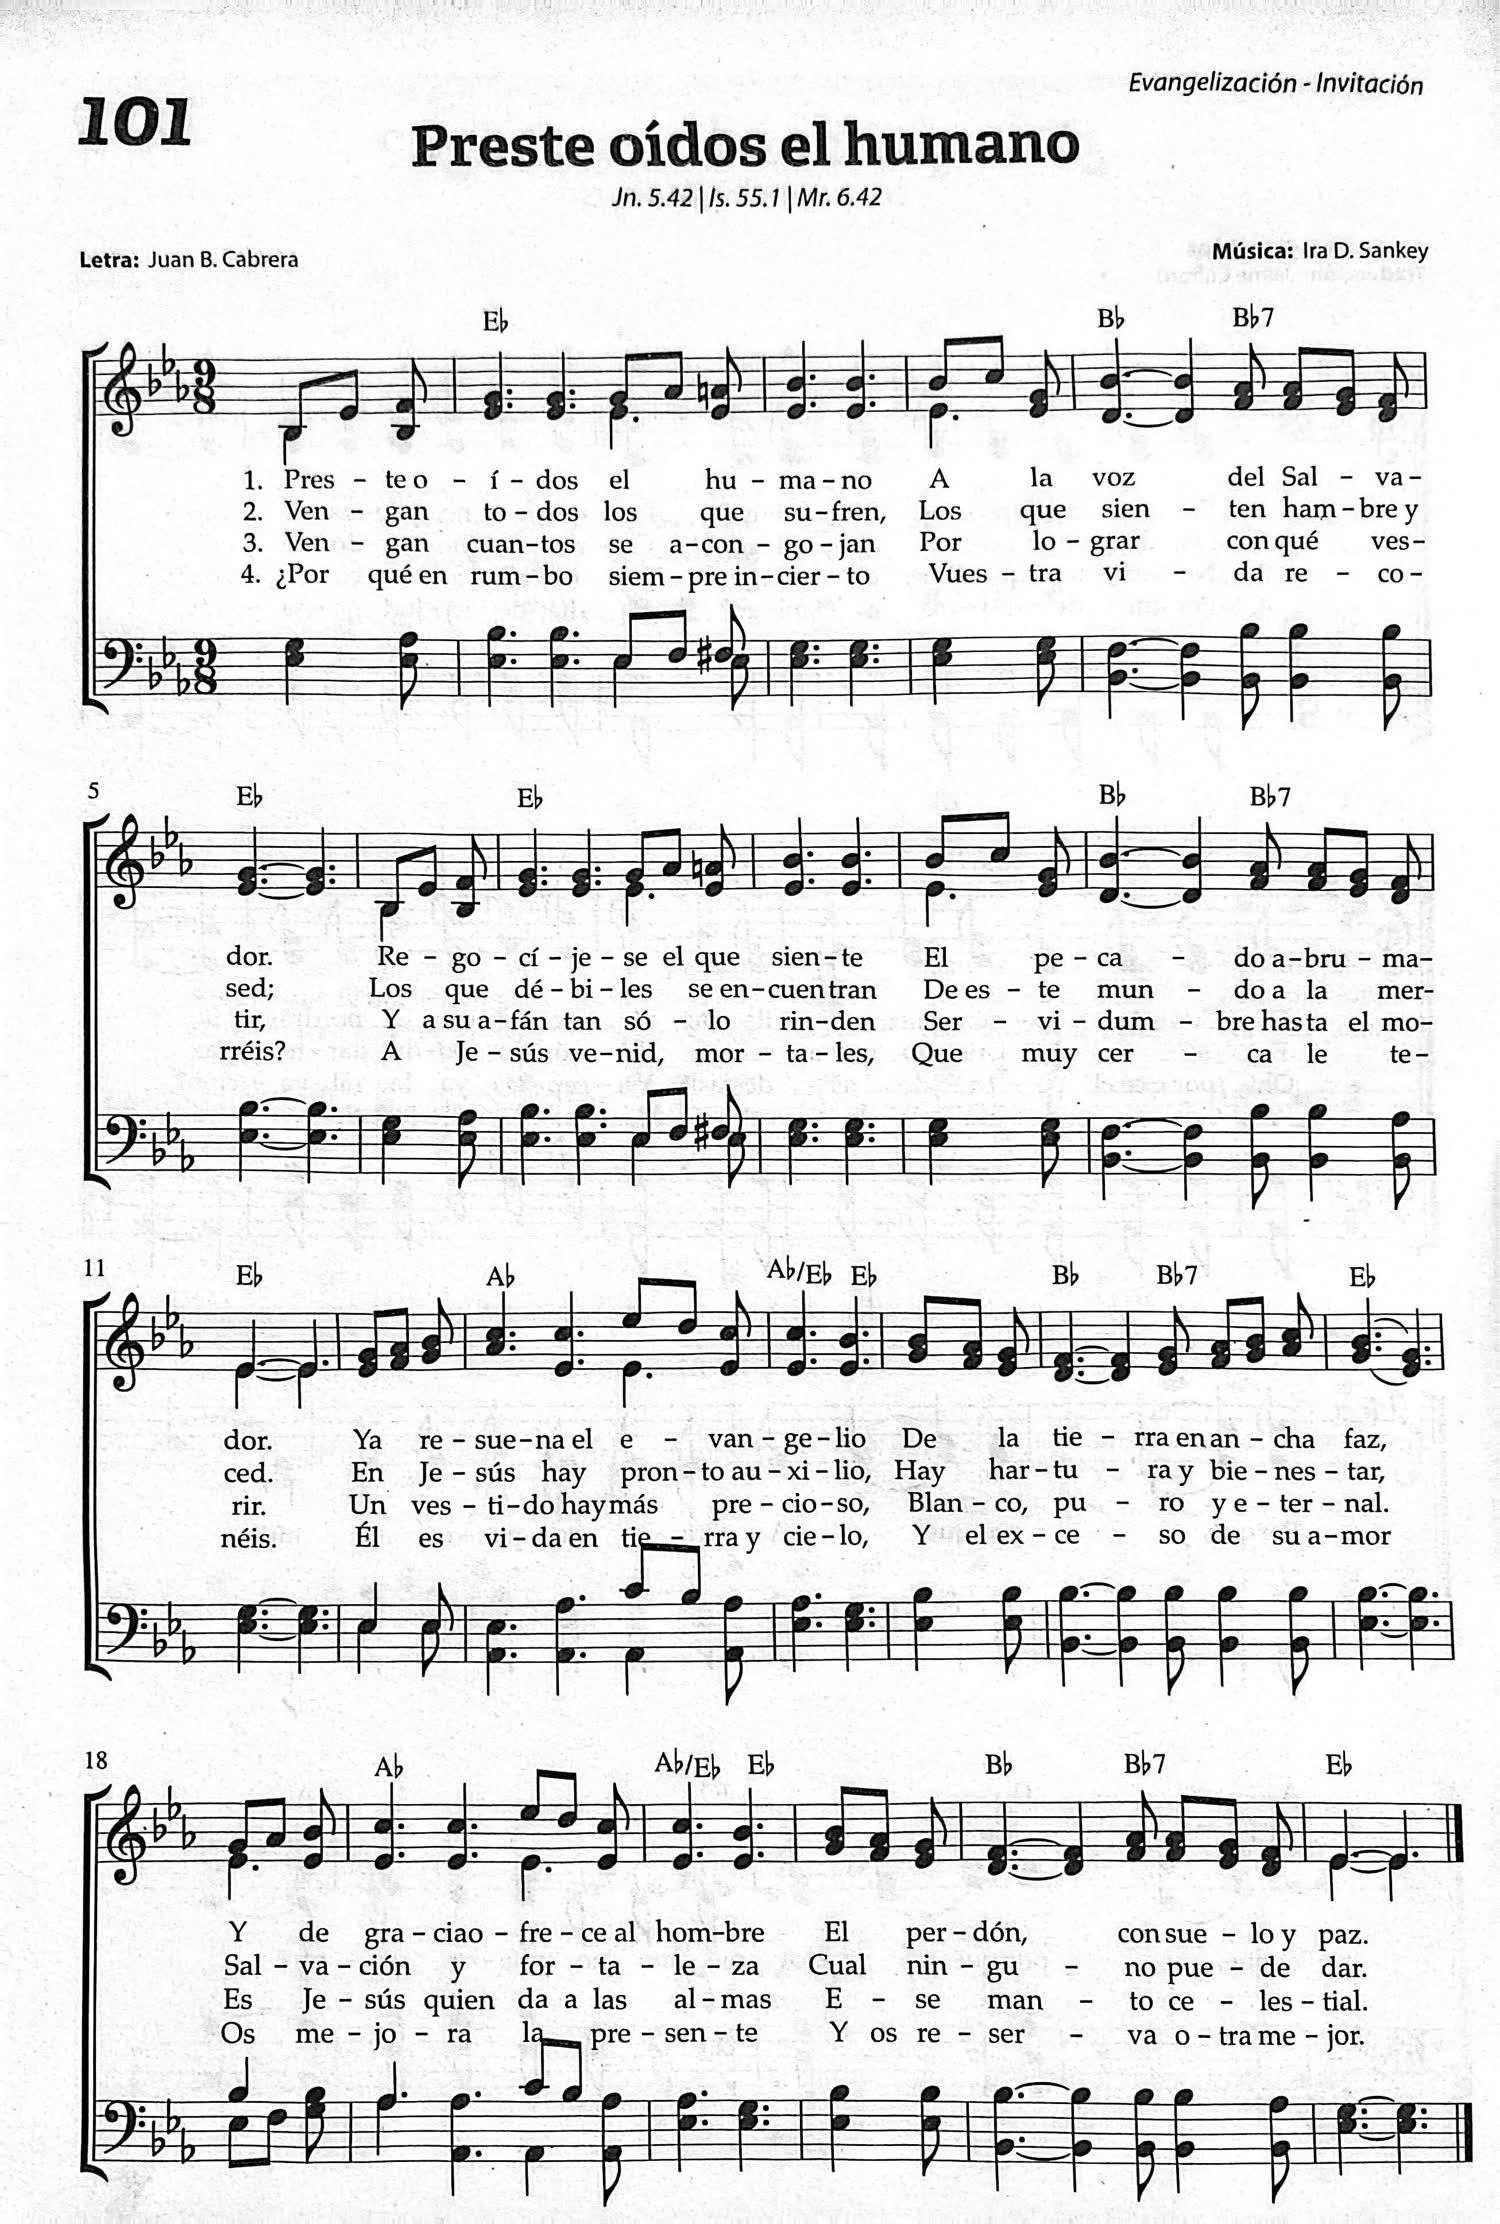 Evangelización - Invitación
101
Preste oídos el humano
Jn. 5.42 | Is. 55.1 | Mr. 6.42
Letra: Juan B. Cabrera
Música: Ira D. Sankey
E♭ B♭ B♭7
9 8
1. Pres – te o – í – dos el hu – ma – no A la voz del Sal – va –
2. Ven – gan to – dos los que su – fren, Los que sien – ten ham – bre y
3. Ven – gan cuan – tos se a – con – go – jan Por lo – grar con qué ves –
4. ¿Por qué en rum – bo siem – pre in – cier – to Vues – tra vi – da re – co –
9 8
5
E♭ E♭ B♭ B♭7
dor. Re – go – cí – je – se el que sien – te El pe – ca – do a – bru – ma –
sed; Los que dé – bi – les se en – cuentran De es – te mun – do a la mer-
tir, Y a su a – fán tan só – lo rin – den Ser – vi – dum – bre hasta el mo –
rréis? A Je – sús ve – nid, mor – ta – les, Que muy cer – ca le te –
11
E♭ A♭ A♭/E♭ E♭ B♭ B♭7 E♭
dor. Ya re – sue – na el e – van – ge – lio De la tie – rra en an – cha faz,
ced. En Je – sús hay pron – to au – xi – lio, Hay har – tu – ra y bie – nes – tar,
rir. Un ves – ti – do hay más pre – cio – so, Blan – co, pu – ro y e – ter – nal.
néis. Él es vi – da en tie – rra y cie – lo, Y el ex – ce – so de su a – mor
18
A♭ A♭/E♭ E♭ B♭ B♭7 E♭
Y de gra – cia o – fre – ce al hom – bre El per – dón, con sue – lo y paz.
Sal – va – ción y for – ta – le – za Cual nin – gu – no pue – de dar.
Es Je – sús quien da a las al – mas E – se man – to ce – les – tial.
Os me – jo – ra la pre – sen – te Y os re – ser – va o – tra me – jor.